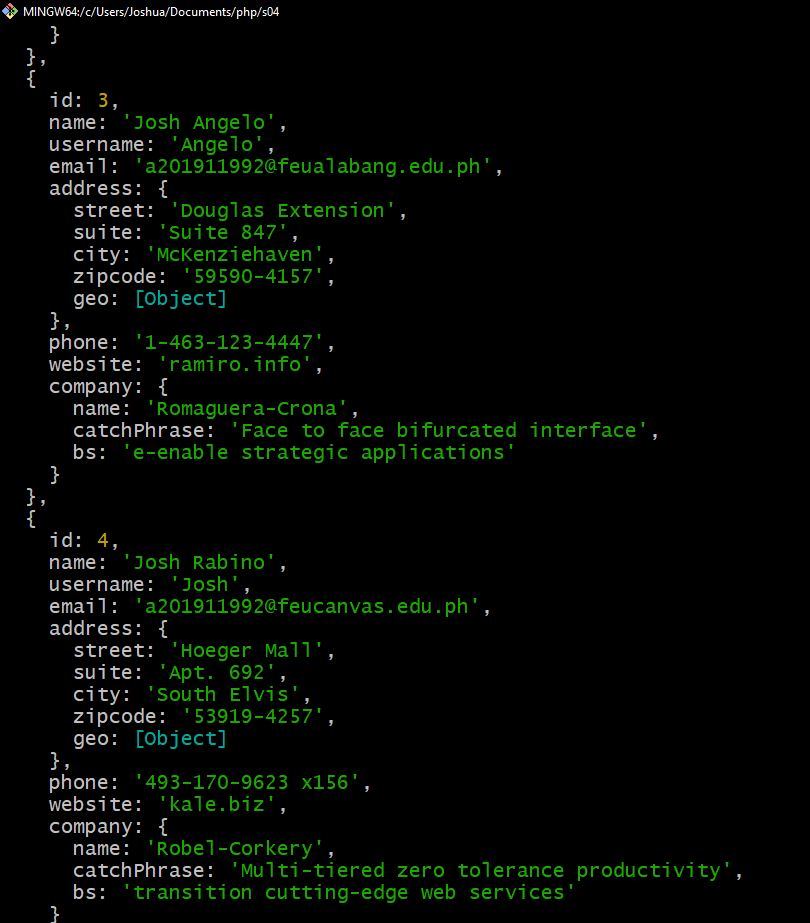 MINGW64:/c/Users/Joshua/Documents/php/s04
}
},
{
id: 3,
name: 'Josh Angelo',
username: 'Angelo',
email: 'a201911992@feualabang.edu.ph',
address: {
street: 'Douglas Extension',
suite: 'Suite 847',
city: 'McKenziehaven',
zipcode: '59590-4157',
geo: [Object]
},
phone: '1-463-123-4447',
website: 'ramiro.info',
company: {
name: 'Romaguera-Crona',
catchPhrase: 'Face to face bifurcated interface',
bs: 'e-enable strategic applications'
}
},
{
id: 4,
name: 'Josh Rabino',
username: 'Josh',
email: 'a201911992@feucanvas.edu.ph',
address: {
street: 'Hoeger Mall',
suite: 'Apt. 692',
city: 'South Elvis',
zipcode: '53919-4257',
geo: [Object]
},
phone: '493-170-9623 x156',
website: 'kale.biz',
company: {
name: 'Robel-Corkery',
catchPhrase: 'Multi-tiered zero tolerance productivity',
bs: 'transition cutting-edge web services'
}